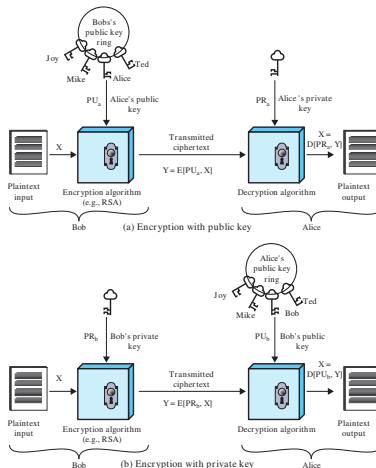 Bobs's
public key
ring
Joy
Ted
Mike
Alice
PUa
Alice's public
key
PRa
Alice's private
key
X
Transmitted
ciphertext
X =
D[PRa, Y]
Y = E[PUa, X]
Plaintext
input
Encryption algorithm
(e.g., RSA)
Decryption algorithm
Plaintext
output
Bob
(a) Encryption with public key
Alice
Alice's
public key
ring
Joy
Ted
Mike
Bob
PRb
Bob's private
key
PUb
Bob's public
key
X
Transmitted
ciphertext
X =
D[PUb, Y]
Y = E[PRb, X]
Plaintext
input
Encryption algorithm
(e.g., RSA)
Decryption algorithm
Plaintext
output
Bob
(b) Encryption with private key
Alice